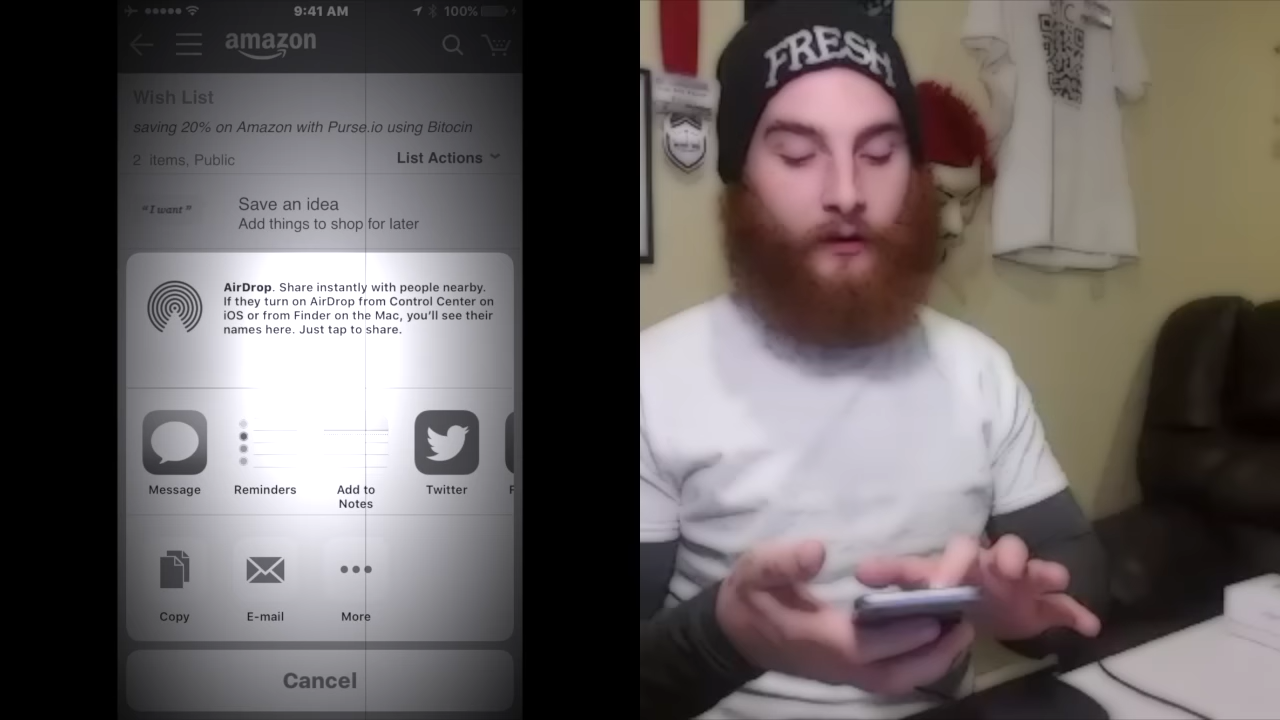 9:41 AM
100%
amazon
Wish List
saving 20% on Amazon with Purse.io using Bitocin
2 items, Public
List Actions
"I want"
Save an idea
Add things to shop for later
AirDrop. Share instantly with people nearby.
If they turn on AirDrop from Control Center on
iOS or from Finder on the Mac, you'll see their
names here. Just tap to share.
Message
Reminders
Add to
Notes
Twitter
Copy
E-mail
More
Cancel
FRESH